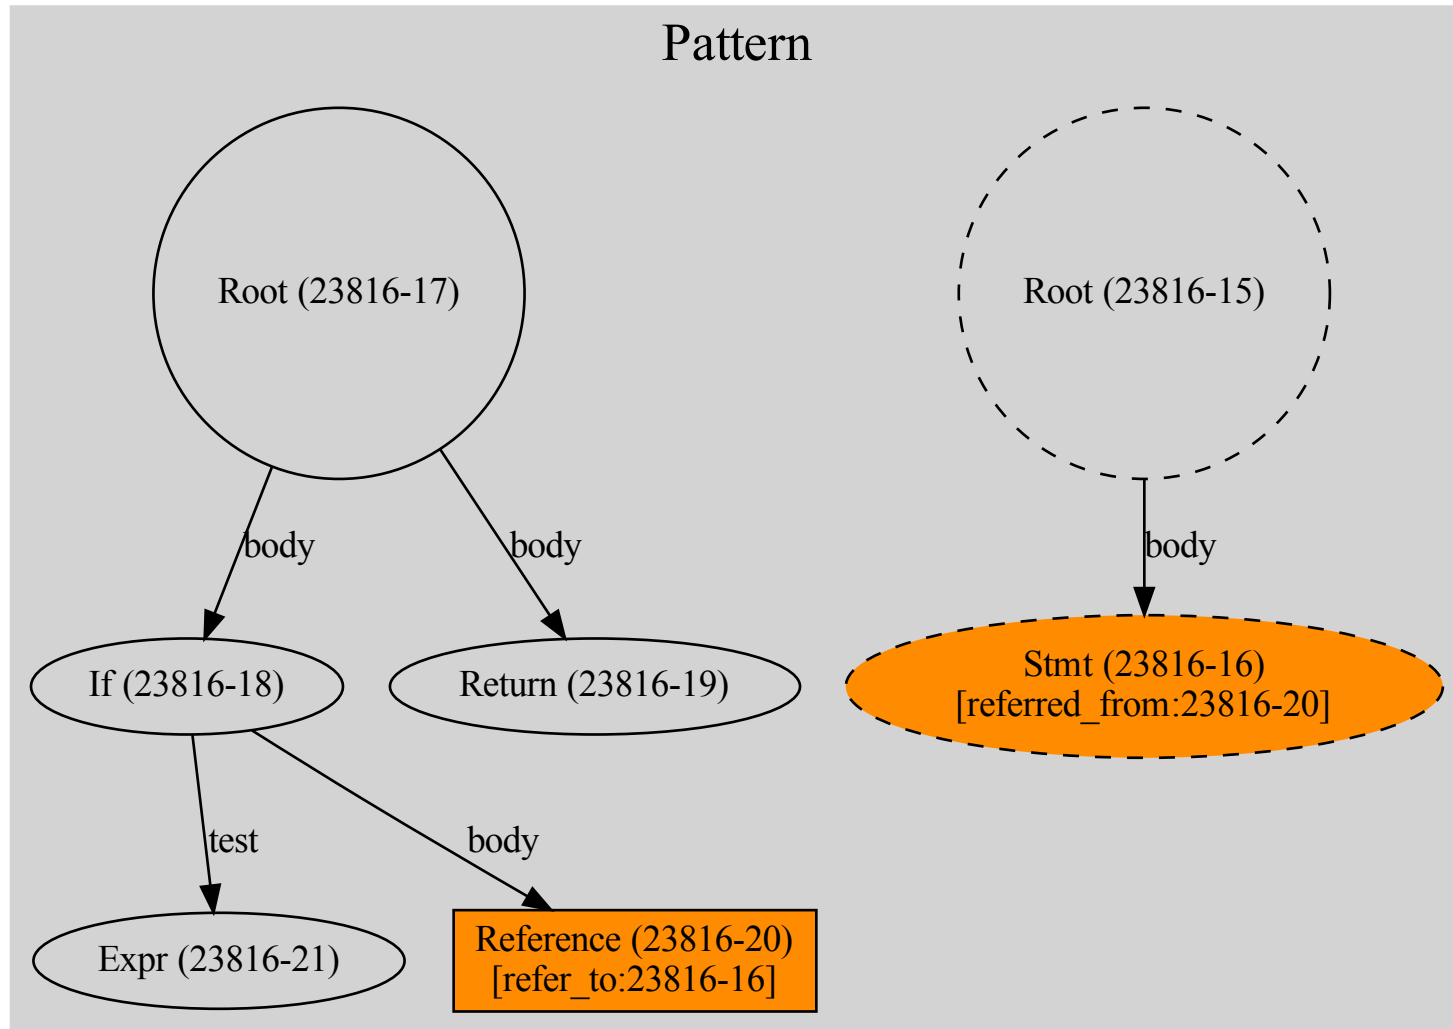 Pattern
Root (23816-17)
Root (23816-15)
body
body
body
If (23816-18)
Return (23816-19)
Stmt (23816-16)
[referred_from:23816-20]
test
body
Expr (23816-21)
Reference (23816-20)
[refer_to:23816-16]